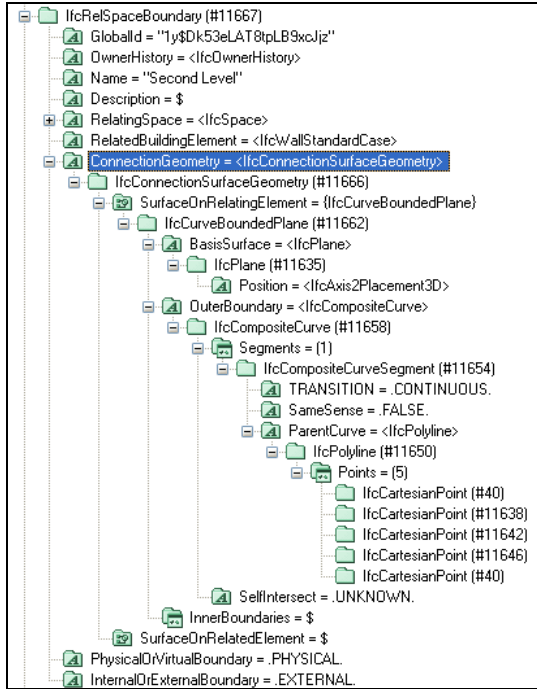 IfcRelSpaceBoundary (#11667)
GlobalId = "1y$Dk53eLAT8tpLB9xcJjz"
OwnerHistory = <IfcOwnerHistory>
Name = "Second Level"
Description = $
RelatingSpace = <IfcSpace>
RelatedBuildingElement = <IfcWallStandardCase>
ConnectionGeometry = <IfcConnectionSurfaceGeometry>
IfcConnectionSurfaceGeometry (#11666)
SurfaceOnRelatingElement = {IfcCurveBoundedPlane}
IfcCurveBoundedPlane (#11662)
BasisSurface = <IfcPlane>
IfcPlane (#11635)
Position = <IfcAxis2Placement3D>
OuterBoundary = <IfcCompositeCurve>
IfcCompositeCurve (#11658)
Segments = (1)
IfcCompositeCurveSegment (#11654)
TRANSITION = .CONTINUOUS.
SameSense = .FALSE.
ParentCurve = <IfcPolyline>
IfcPolyline (#11650)
Points = (5)
IfcCartesianPoint (#40)
IfcCartesianPoint (#11638)
IfcCartesianPoint (#11642)
IfcCartesianPoint (#11646)
IfcCartesianPoint (#40)
SelfIntersect = .UNKNOWN.
InnerBoundaries = $
SurfaceOnRelatedElement = $
PhysicalOrVirtualBoundary = .PHYSICAL.
InternalOrExternalBoundary = .EXTERNAL.